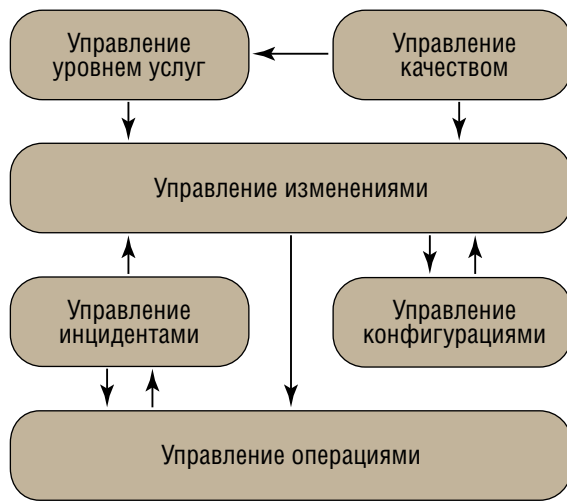 Управление
уровнем услуг
Управление
качеством
Управление изменениями
Управление
инцидентами
Управление
конфигурациями
Управление операциями